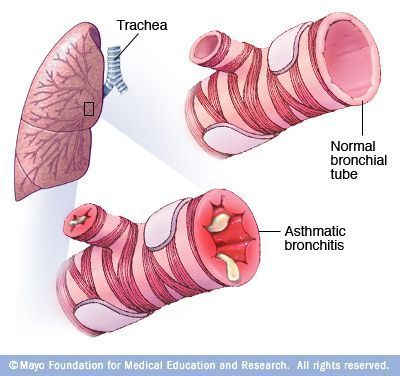 Trachea
Normal
bronchial
tube
Asthmatic
bronchitis
©Mayo Foundation for Medical Education and Research. All rights reserved.